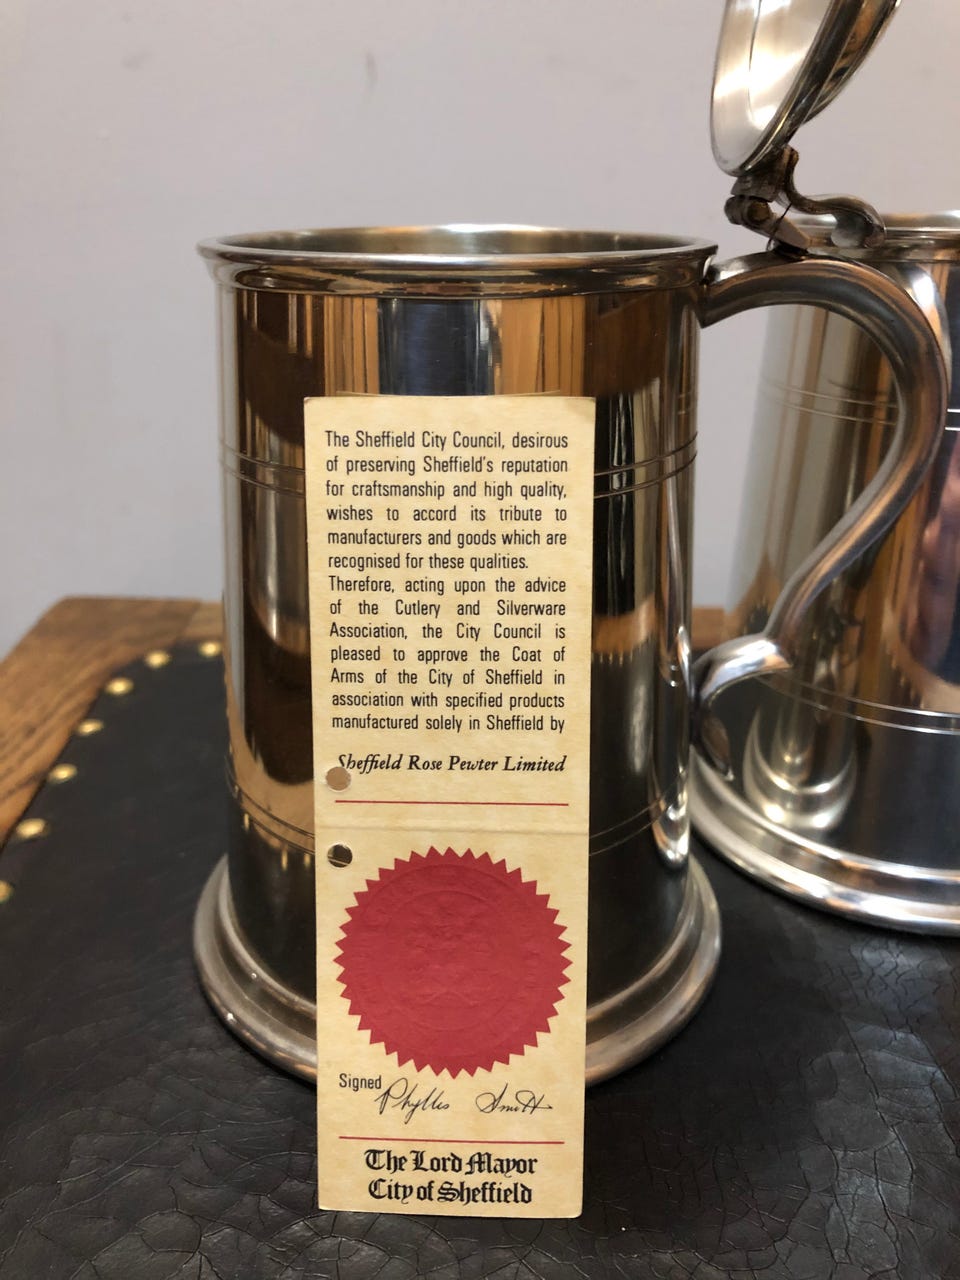 The Sheffield City Council, desirous
of preserving Sheffield's reputation
for craftsmanship and high quality,
wishes to accord its tribute to
manufacturers and goods which are
recognised for these qualities.
Therefore, acting upon the advice
of the Cutlery and Silverware
Association, the City Council is
pleased to approve the Coat of
Arms of the City of Sheffield in
association with specified products
manufactured solely in Sheffield by
Sheffield Rose Pewter Limited
Signed Phyllis Smith
The Lord Mayor
City of Sheffield